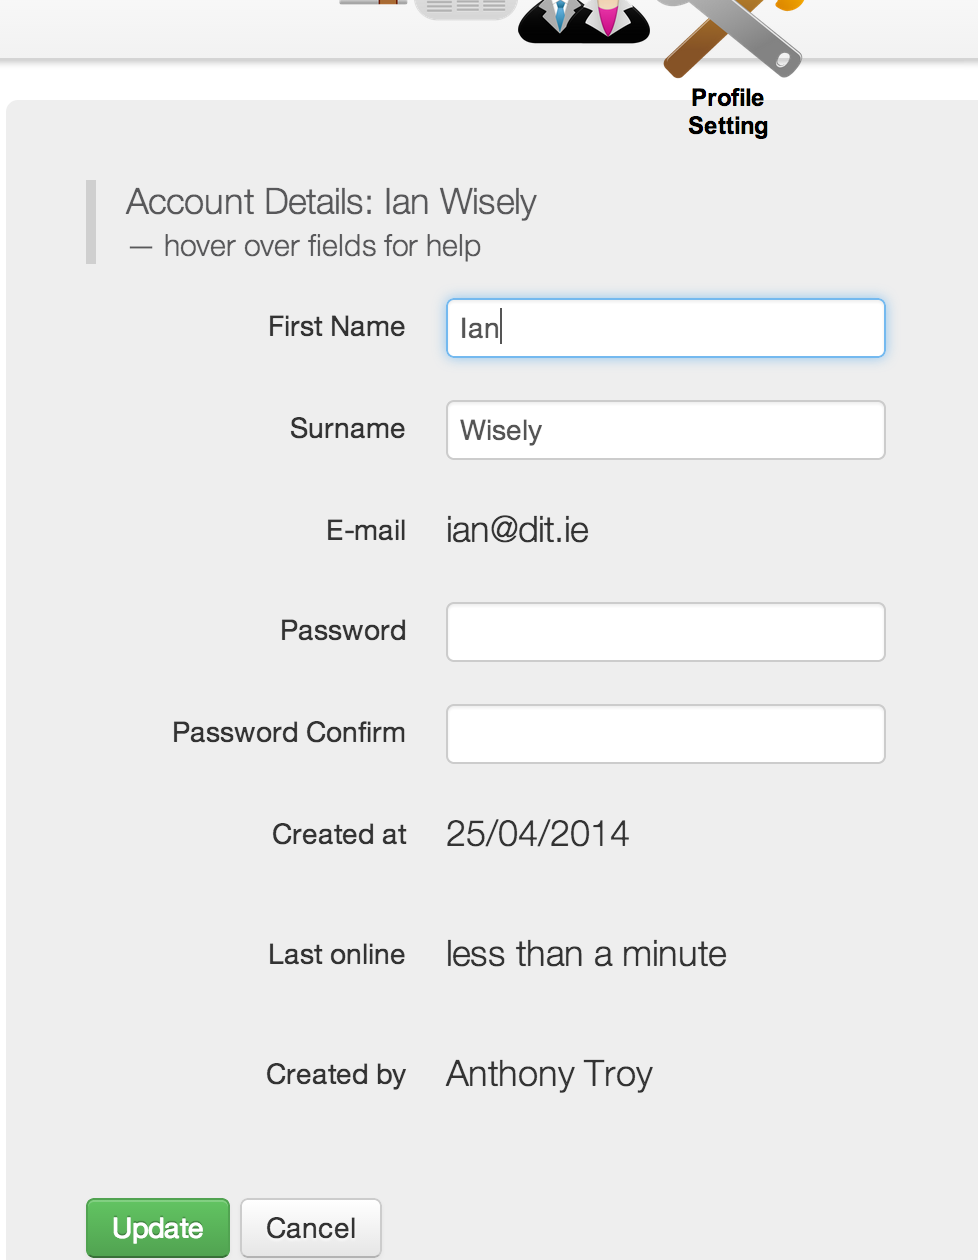 Profile
Setting
Account Details: Ian Wisely
— hover over fields for help
First Name Ian
Surname Wisely
E-mail ian@dit.ie
Password
Password Confirm
Created at 25/04/2014
Last online less than a minute
Created by Anthony Troy
Update Cancel